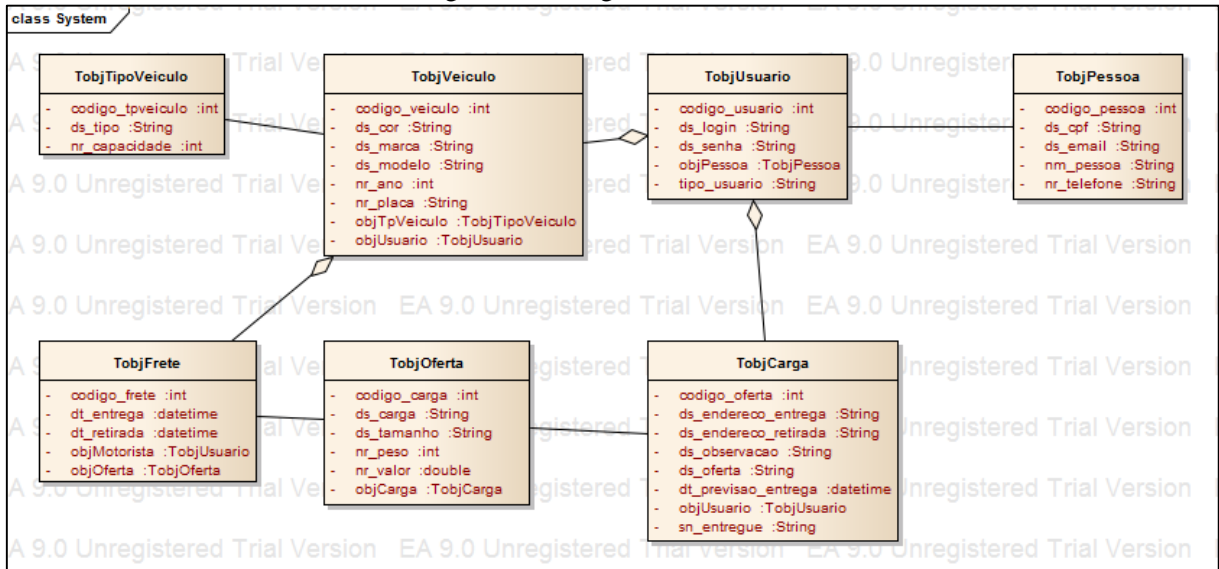 class System
TobjTipoVeiculo
- codigo_tpveiculo :int
- ds_tipo :String
- nr_capacidade :int
TobjVeiculo
- codigo_veiculo :int
- ds_cor :String
- ds_marca :String
- ds_modelo :String
- nr_ano :int
- nr_placa :String
- objTpVeiculo :TobjTipoVeiculo
- objUsuario :TobjUsuario
TobjUsuario
- codigo_usuario :int
- ds_login :String
- ds_senha :String
- objPessoa :TobjPessoa
- tipo_usuario :String
TobjPessoa
- codigo_pessoa :int
- ds_cpf :String
- ds_email :String
- nm_pessoa :String
- nr_telefone :String
TobjFrete
- codigo_frete :int
- dt_entrega :datetime
- dt_retirada :datetime
- objMotorista :TobjUsuario
- objOferta :TobjOferta
TobjOferta
- codigo_carga :int
- ds_carga :String
- ds_tamanho :String
- nr_peso :int
- nr_valor :double
- objCarga :TobjCarga
TobjCarga
- codigo_oferta :int
- ds_endereco_entrega :String
- ds_endereco_retirada :String
- ds_observacao :String
- ds_oferta :String
- dt_previsao_entrega :datetime
- objUsuario :TobjUsuario
- sn_entregue :String
EA 9.0 Unregistered Trial Version